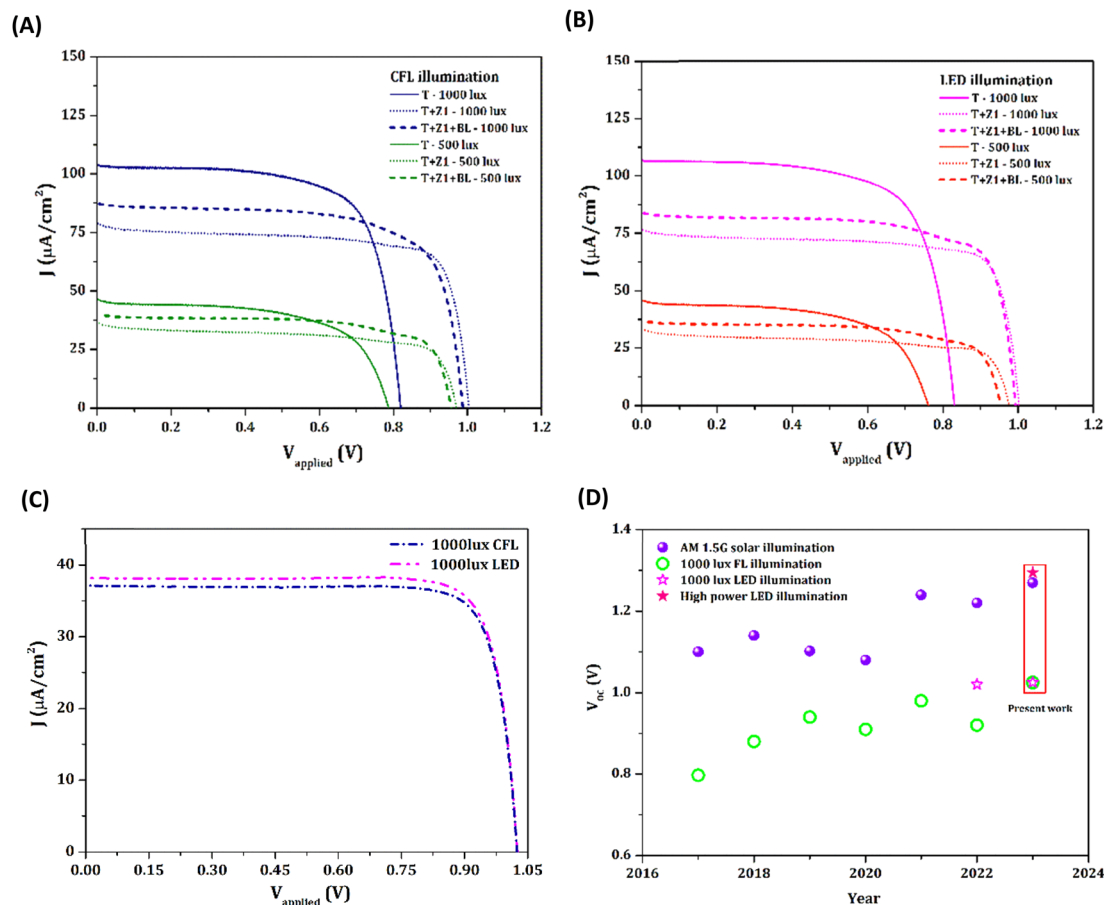 (A)
CFL illumination
T - 1000 lux
T+Z1 - 1000 lux
T+Z1+BL - 1000 lux
T - 500 lux
T+Z1 - 500 lux
T+Z1+BL - 500 lux
150
125
100
75
50
25
0
J (μA/cm²)
0.0 0.2 0.4 0.6 0.8 1.0 1.2
V applied (V)
(B)
LED illumination
T - 1000 lux
T+Z1 - 1000 lux
T+Z1+BL - 1000 lux
T - 500 lux
T+Z1 - 500 lux
T+Z1+BL - 500 lux
150
125
100
75
50
25
0
J (μA/cm²)
0.0 0.2 0.4 0.6 0.8 1.0 1.2
V applied (V)
(C)
1000lux CFL
1000lux LED
40
30
20
10
0
J (μA/cm²)
0.00 0.15 0.30 0.45 0.60 0.75 0.90 1.05
V applied (V)
(D)
AM 1.5G solar illumination
1000 lux FL illumination
1000 lux LED illumination
High power LED illumination
Present work
1.4
1.2
1.0
0.8
0.6
V oc (V)
2016 2018 2020 2022 2024
Year